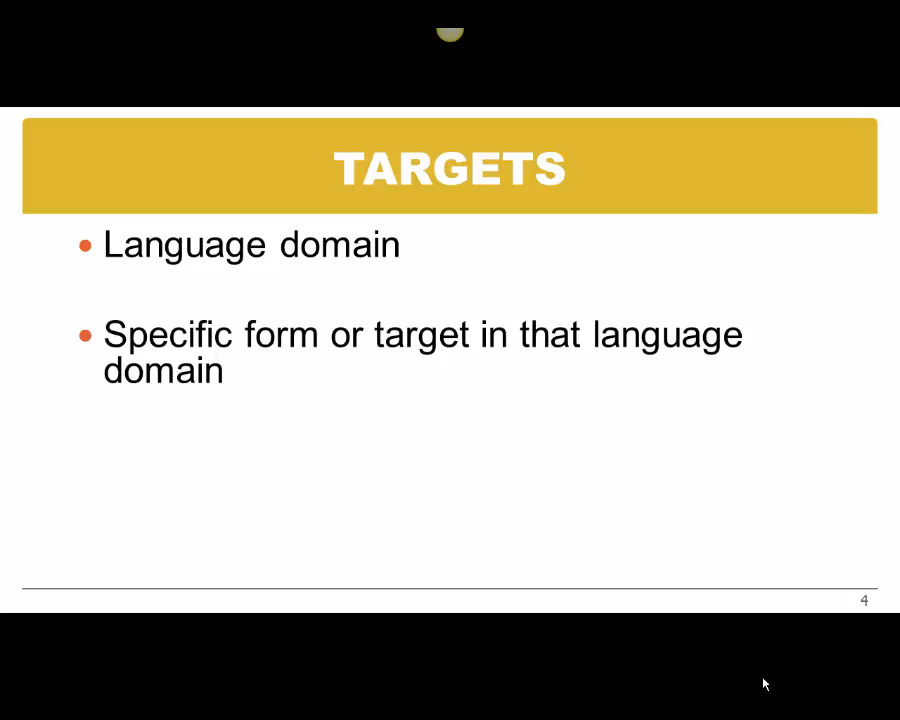 TARGETS
• Language domain
• Specific form or target in that language
domain
4